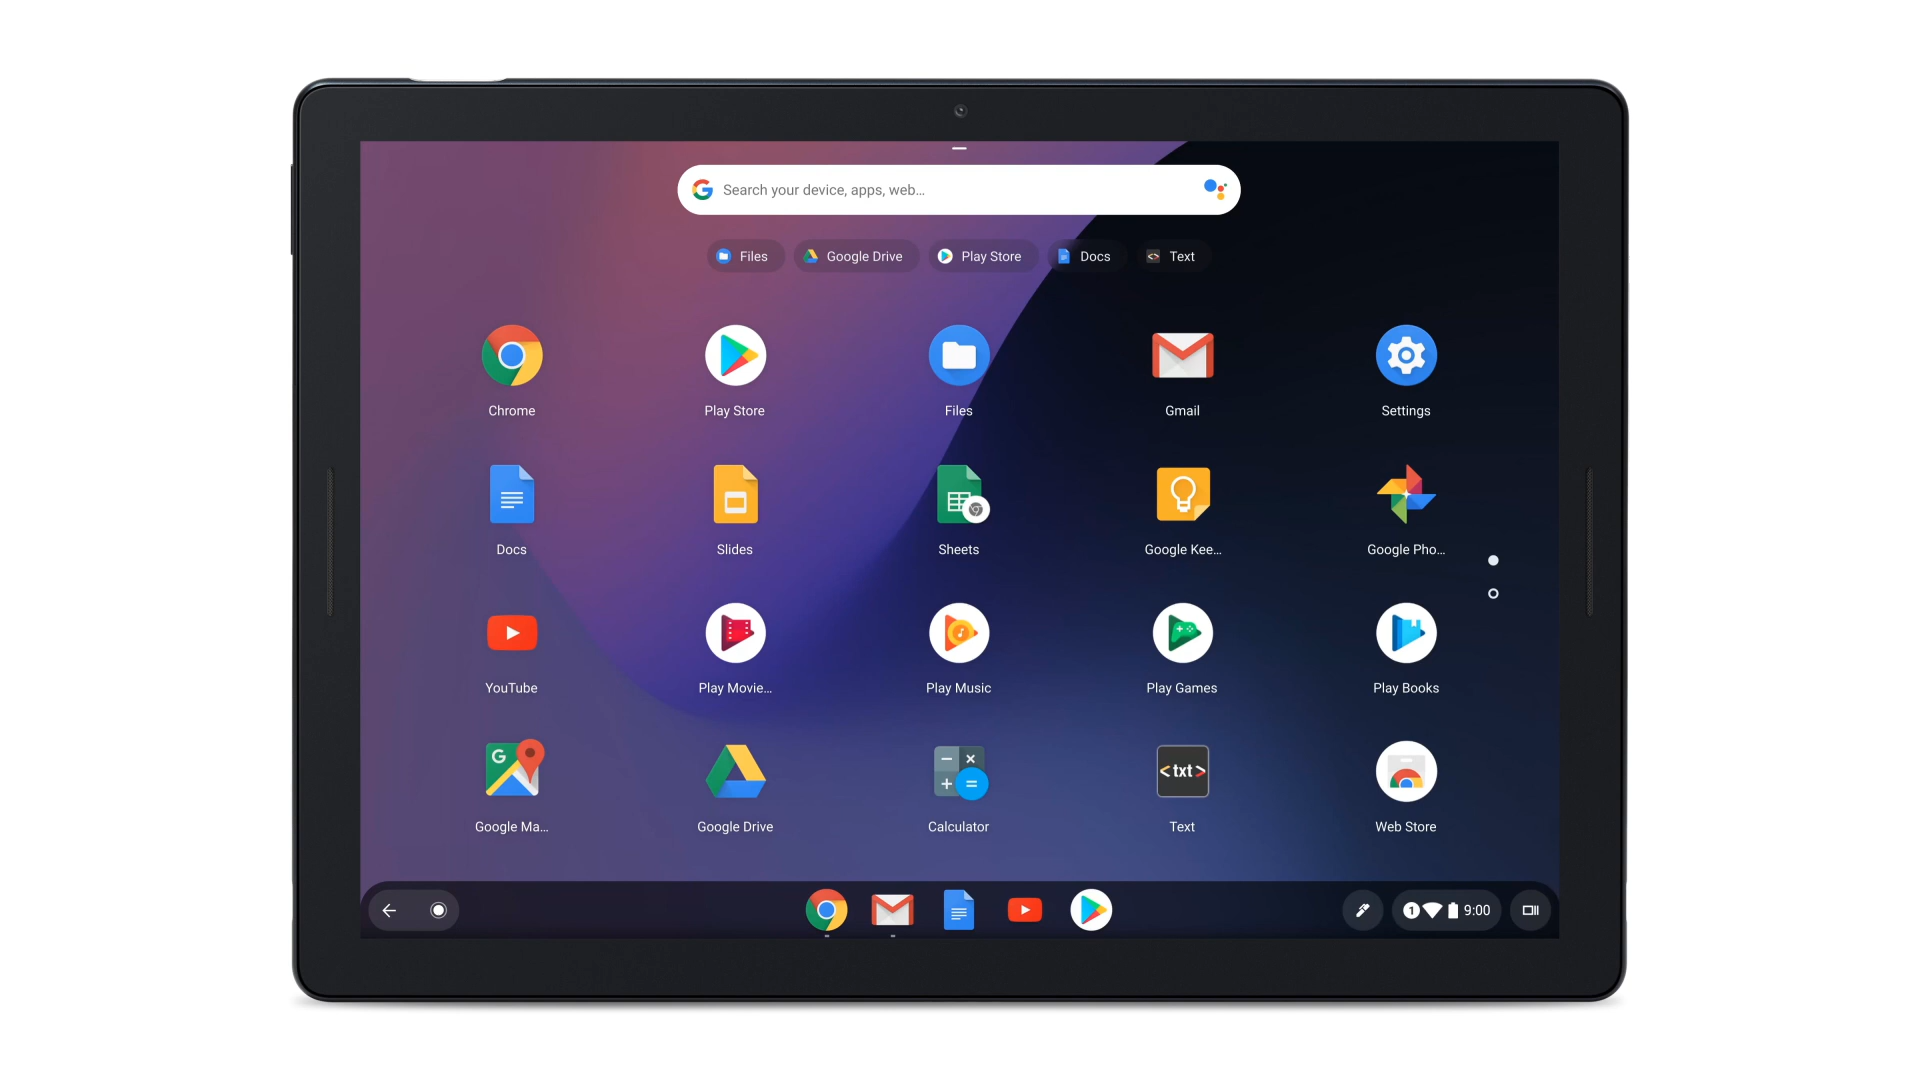 Search your device, apps, web...
Files Google Drive Play Store Docs <> Text
Chrome Play Store Files Gmail Settings
Docs Slides Sheets Google Kee... Google Pho...
YouTube Play Movie... Play Music Play Games Play Books
G
<txt>
Google Ma... Google Drive Calculator Text Web Store
1 9:00